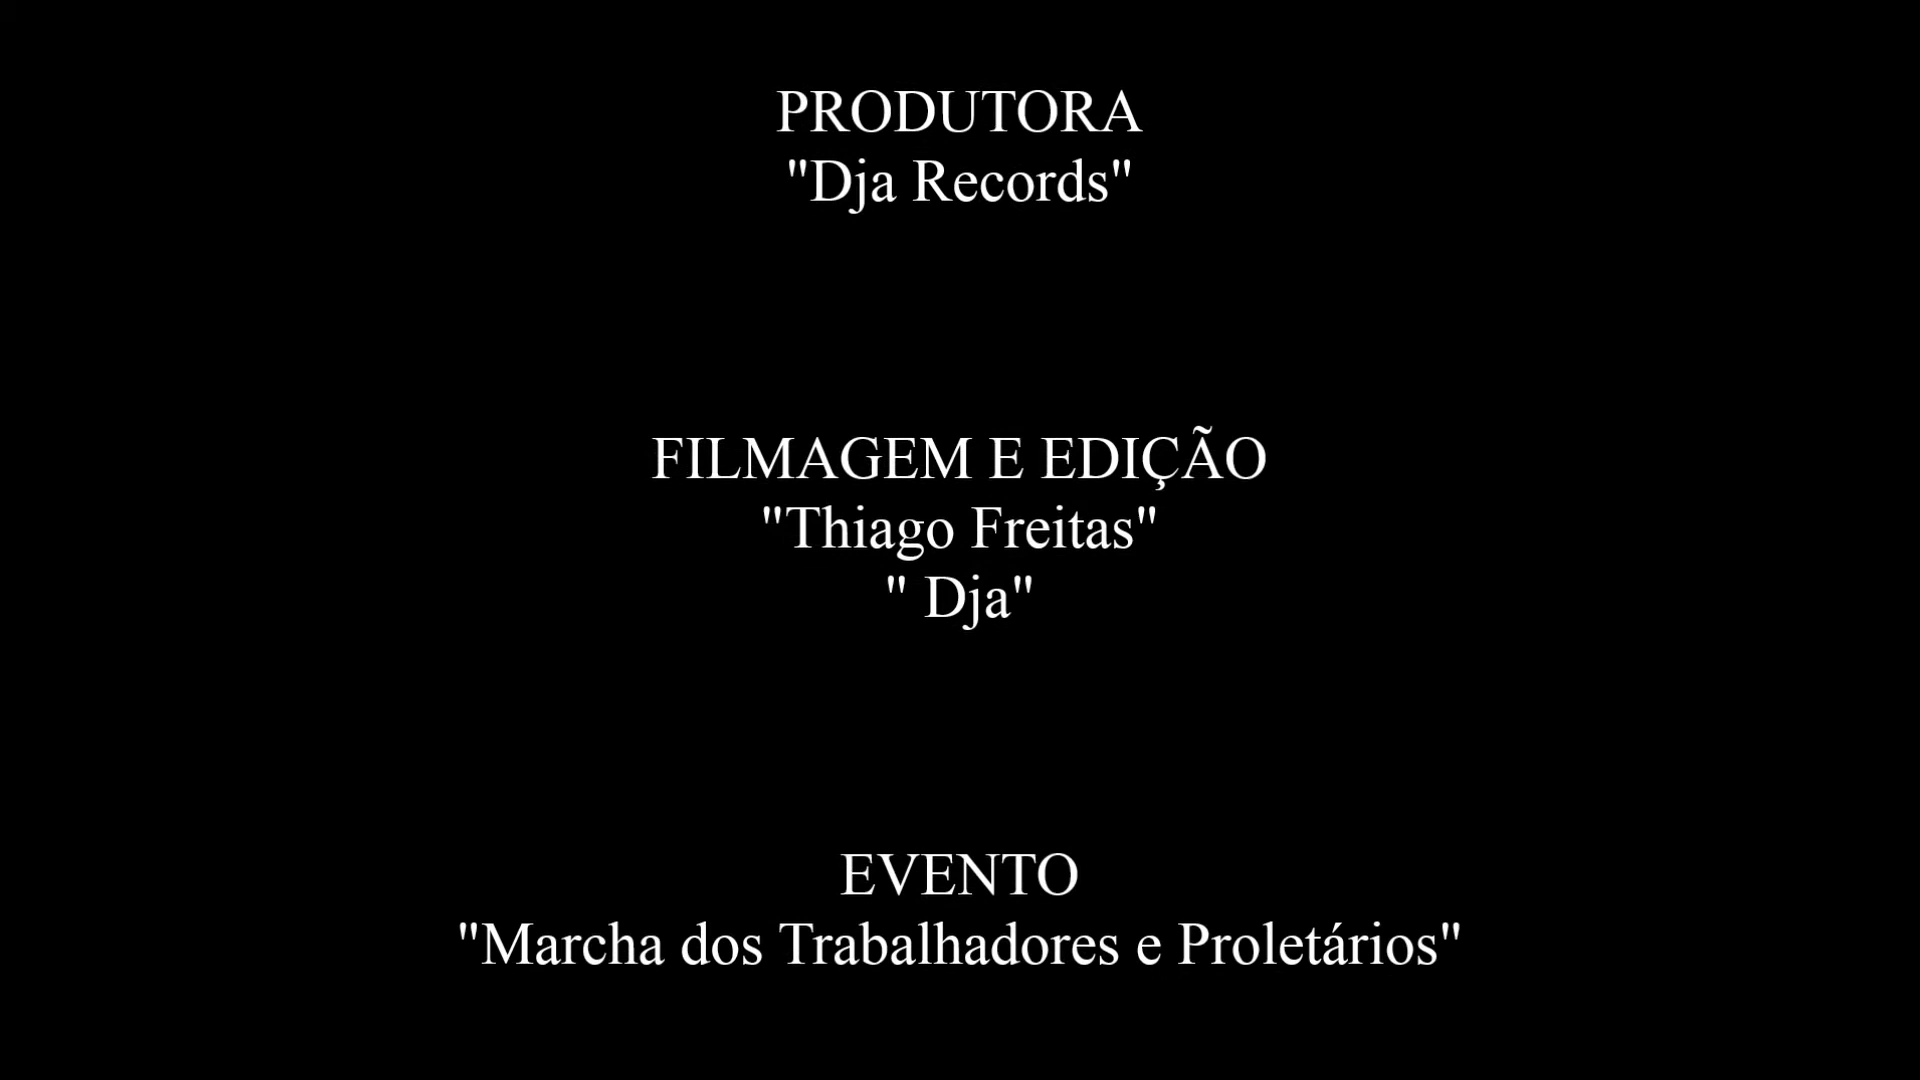 PRODUTORA
"Dja Records"
FILMAGEM E EDIÇÃO
"Thiago Freitas"
" Dja"
EVENTO
"Marcha dos Trabalhadores e Proletários"